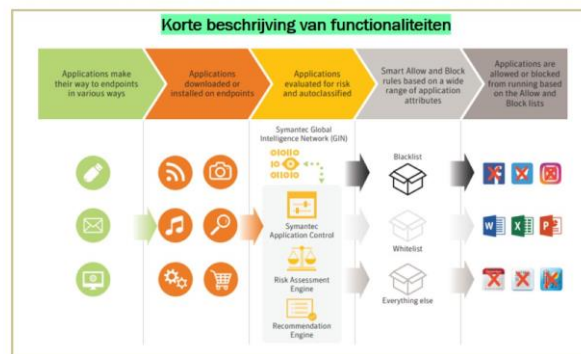 Korte beschrijving van functionaliteiten
Applications make
their way to endpoints
in various ways
Applications
downloaded or
installed on endpoints
Applications
evaluated for risk
and autoclassified
Smart Allow and Block
rules based on a wide
range of application
attributes
Applications are
allowed or blocked
from running based
on the Allow and
Block lists
Symantec Global
Intelligence Network (GIN)
Blacklist
Symantec
Application Control
Whitelist
Risk Assessment
Engine
Everything else
Recommendation
Engine